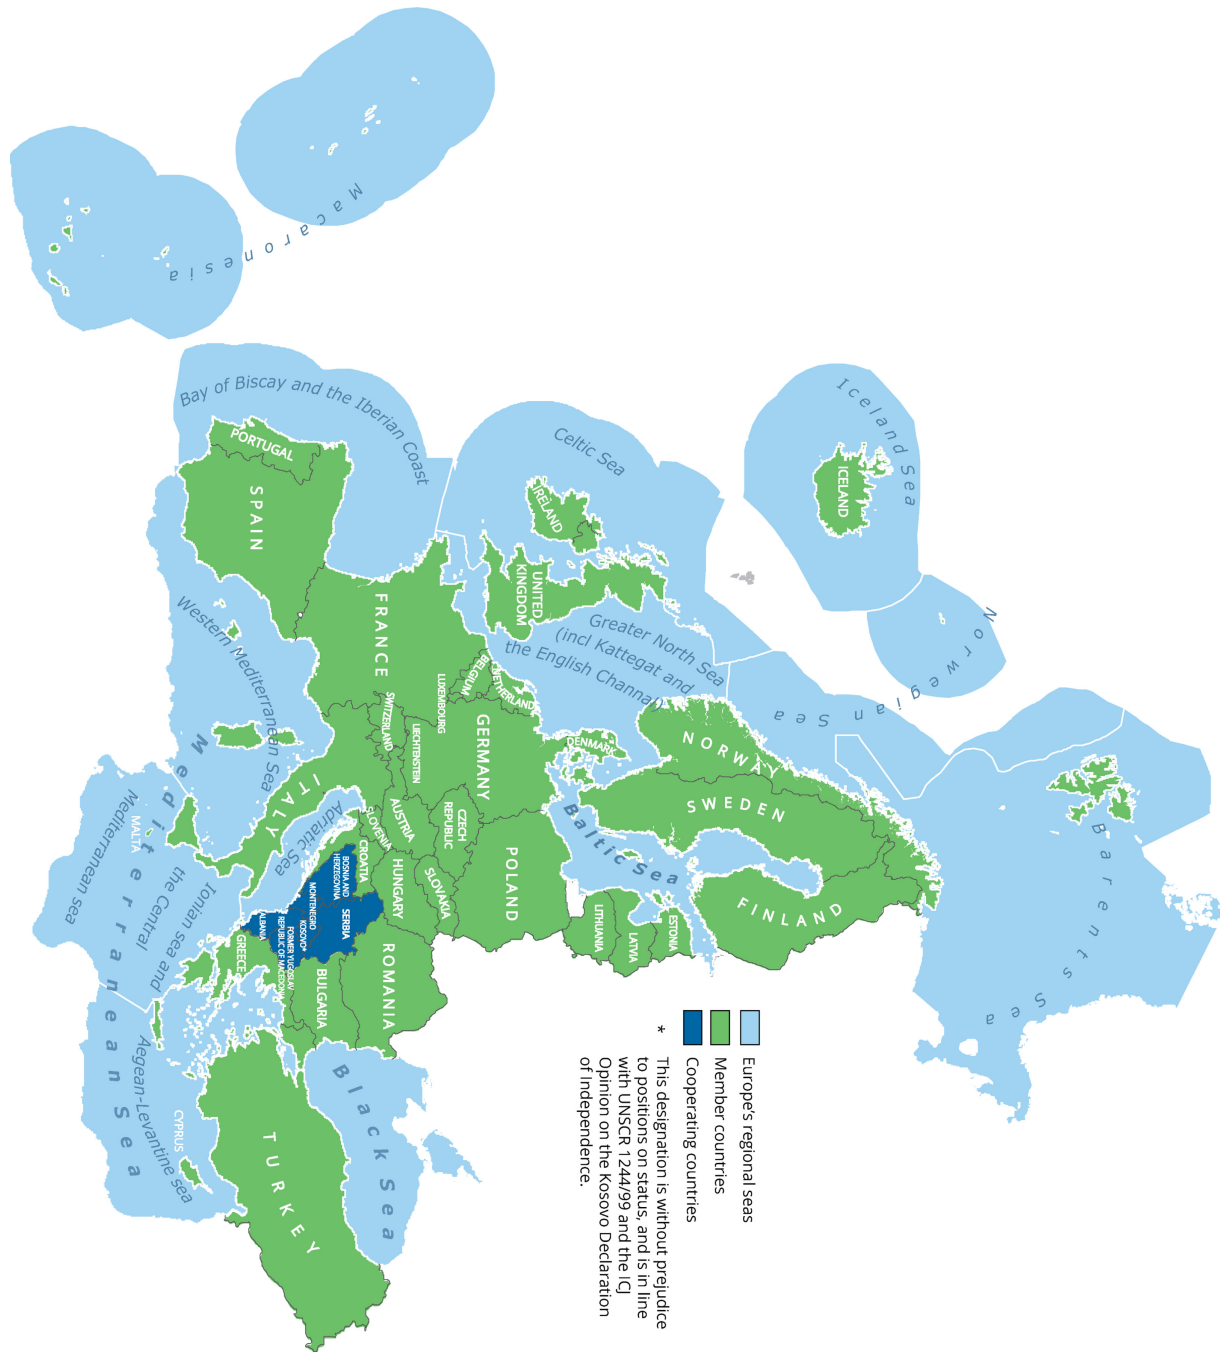 Iceland Sea
ICELAND
Norwegian Sea
Barents Sea
Macaronesia
Celtic Sea
IRELAND
UNITED
KINGDOM
Greater North Sea
(incl Kattegat and
the English Channel)
NORWAY
SWEDEN
FINLAND
ESTONIA
LATVIA
LITHUANIA
Baltic Sea
DENMARK
NETHERLANDS
BELGIUM
LUXEMBOURG
GERMANY
POLAND
CZECH
REPUBLIC
SLOVAKIA
LIECHTENSTEIN
SWITZERLAND
AUSTRIA
HUNGARY
SLOVENIA
CROATIA
ROMANIA
BULGARIA
FRANCE
Bay of Biscay and the Iberian Coast
PORTUGAL
SPAIN
Western Mediterranean Sea
ITALY
Adriatic Sea
BOSNIA AND
HERZEGOVINA
MONTENEGRO
SERBIA
KOSOVO*
FORMER YUGOSLAV
REPUBLIC OF MACEDONIA
ALBANIA
GREECE
Black Sea
TURKEY
Mediterranean Sea
MALTA
Ionian sea and
the Central
Mediterranean sea
Aegean-Levantine sea
CYPRUS
Europe's regional seas
Member countries
Cooperating countries
* This designation is without prejudice
to positions on status, and is in line
with UNSCR 1244/99 and the ICJ
Opinion on the Kosovo Declaration
of Independence.